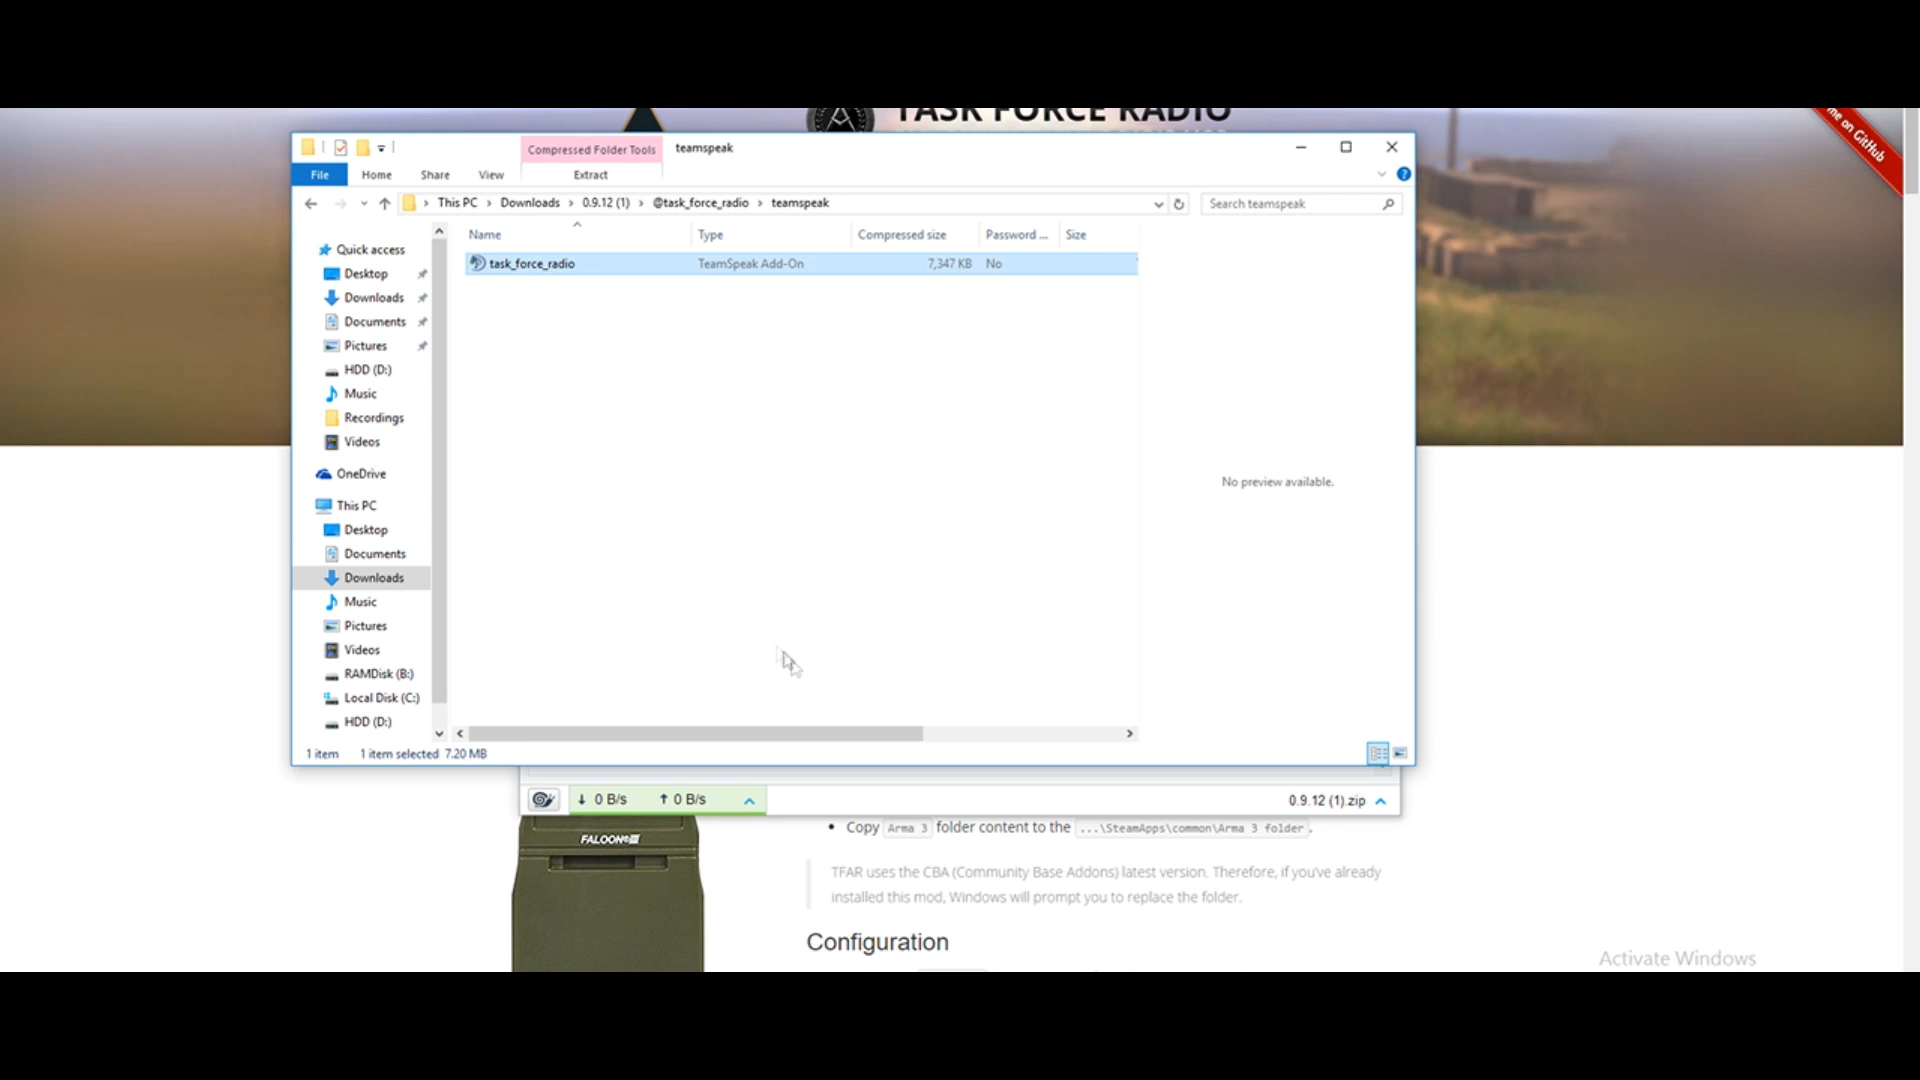 TASK FORCE RADIO
me on GitHub
Compressed Folder Tools
teamspeak
File
Home
Share
View
Extract
This PC
Downloads
0.9.12 (1)
@task_force_radio
teamspeak
Search teamspeak
Name
Type
Compressed size
Password ...
Size
task_force_radio
TeamSpeak Add-On
7,347 KB
No
Quick access
Desktop
Downloads
Documents
Pictures
HDD (D:)
Music
Recordings
Videos
OneDrive
This PC
Desktop
Documents
Downloads
Music
Pictures
Videos
RAMDisk (B:)
Local Disk (C:)
HDD (D:)
No preview available.
1 item
1 item selected 7.20 MB
0 B/s
0 B/s
0.9.12 (1).zip
FALCON III
Copy Arma 3 folder content to the ...\SteamApps\common\Arma 3 folder.
TFAR uses the CBA (Community Base Addons) latest version. Therefore, if you've already
installed this mod, Windows will prompt you to replace the folder.
Configuration
Activate Windows